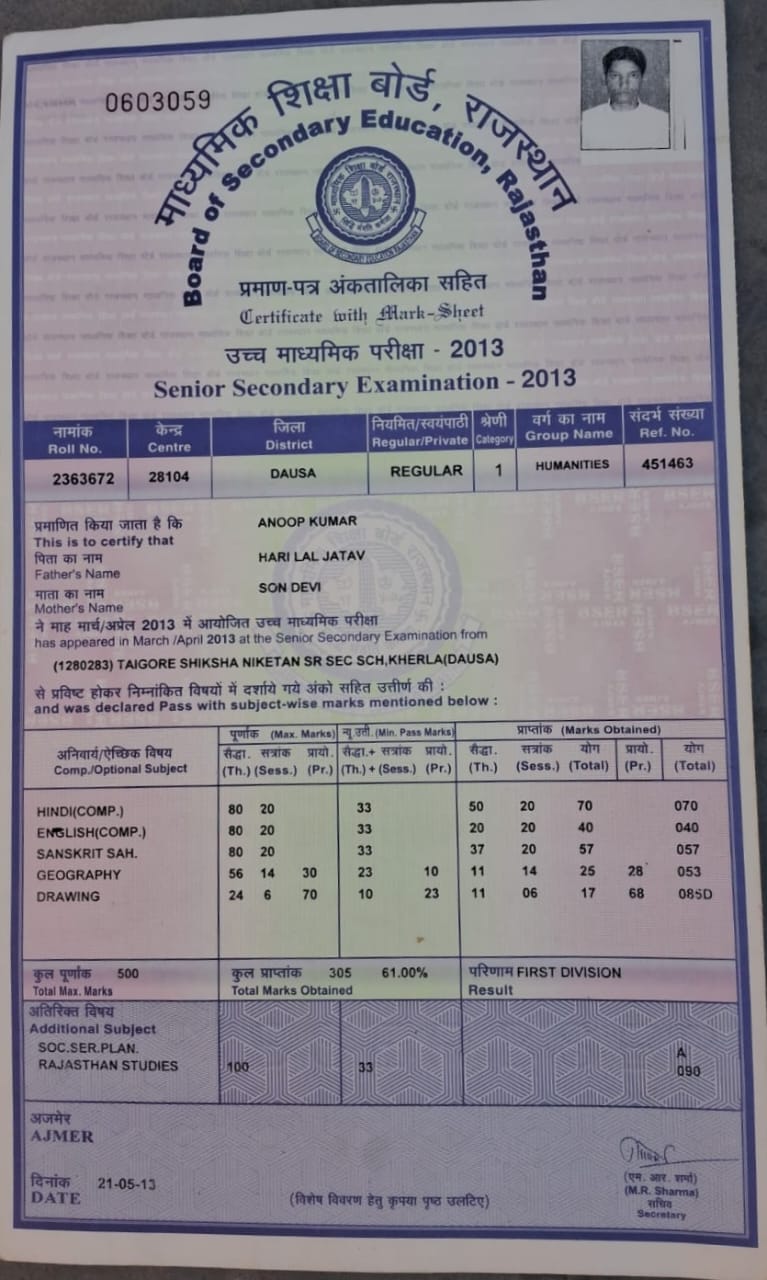 0603059
माध्यमिक शिक्षा बोर्ड, राजस्थान
Board of Secondary Education, Rajasthan
प्रमाण-पत्र अंकतालिका सहित
Certificate with Mark-Sheet
उच्च माध्यमिक परीक्षा - 2013
Senior Secondary Examination - 2013
नामांक केन्द्र जिला नियमित/स्वयंपाठी श्रेणी वर्ग का नाम संदर्भ संख्या
Roll No. Centre District Regular/Private Category Group Name Ref. No.
2363672 28104 DAUSA REGULAR 1 HUMANITIES 451463
प्रमाणित किया जाता है कि ANOOP KUMAR
This is to certify that
पिता का नाम HARI LAL JATAV
Father's Name
माता का नाम SON DEVI
Mother's Name
ने माह मार्च/अप्रेल 2013 में आयोजित उच्च माध्यमिक परीक्षा
has appeared in March /April 2013 at the Senior Secondary Examination from
(1280283) TAIGORE SHIKSHA NIKETAN SR SEC SCH,KHERLA(DAUSA)
से प्रविष्ट होकर निम्नांकित विषयों में दर्शाये गये अंको सहित उत्तीर्ण की :
and was declared Pass with subject-wise marks mentioned below :
पूर्णांक (Max. Marks) न्यू.उत्ती. (Min. Pass Marks) प्राप्तांक (Marks Obtained)
अनिवार्य/ऐच्छिक विषय सैद्धा. सत्रांक प्रायो. सैद्धा.+ सत्रांक प्रायो. सैद्धा. सत्रांक योग प्रायो. योग
Comp./Optional Subject (Th.) (Sess.) (Pr.) (Th.) + (Sess.) (Pr.) (Th.) (Sess.) (Total) (Pr.) (Total)
HINDI(COMP.) 80 20 33 50 20 70 070
ENGLISH(COMP.) 80 20 33 20 20 40 040
SANSKRIT SAH. 80 20 33 37 20 57 057
GEOGRAPHY 56 14 30 23 10 11 14 25 28 053
DRAWING 24 6 70 10 23 11 06 17 68 085D
कुल पूर्णांक 500 कुल प्राप्तांक 305 61.00% परिणाम FIRST DIVISION
Total Max. Marks Total Marks Obtained Result
अतिरिक्त विषय
Additional Subject
SOC.SER.PLAN. A
RAJASTHAN STUDIES 100 33 090
अजमेर
AJMER
दिनांक 21-05-13
DATE
(विशेष विवरण हेतु कृपया पृष्ठ उलटिए)
(एम. आर. शर्मा)
(M.R. Sharma)
सचिव
Secretary